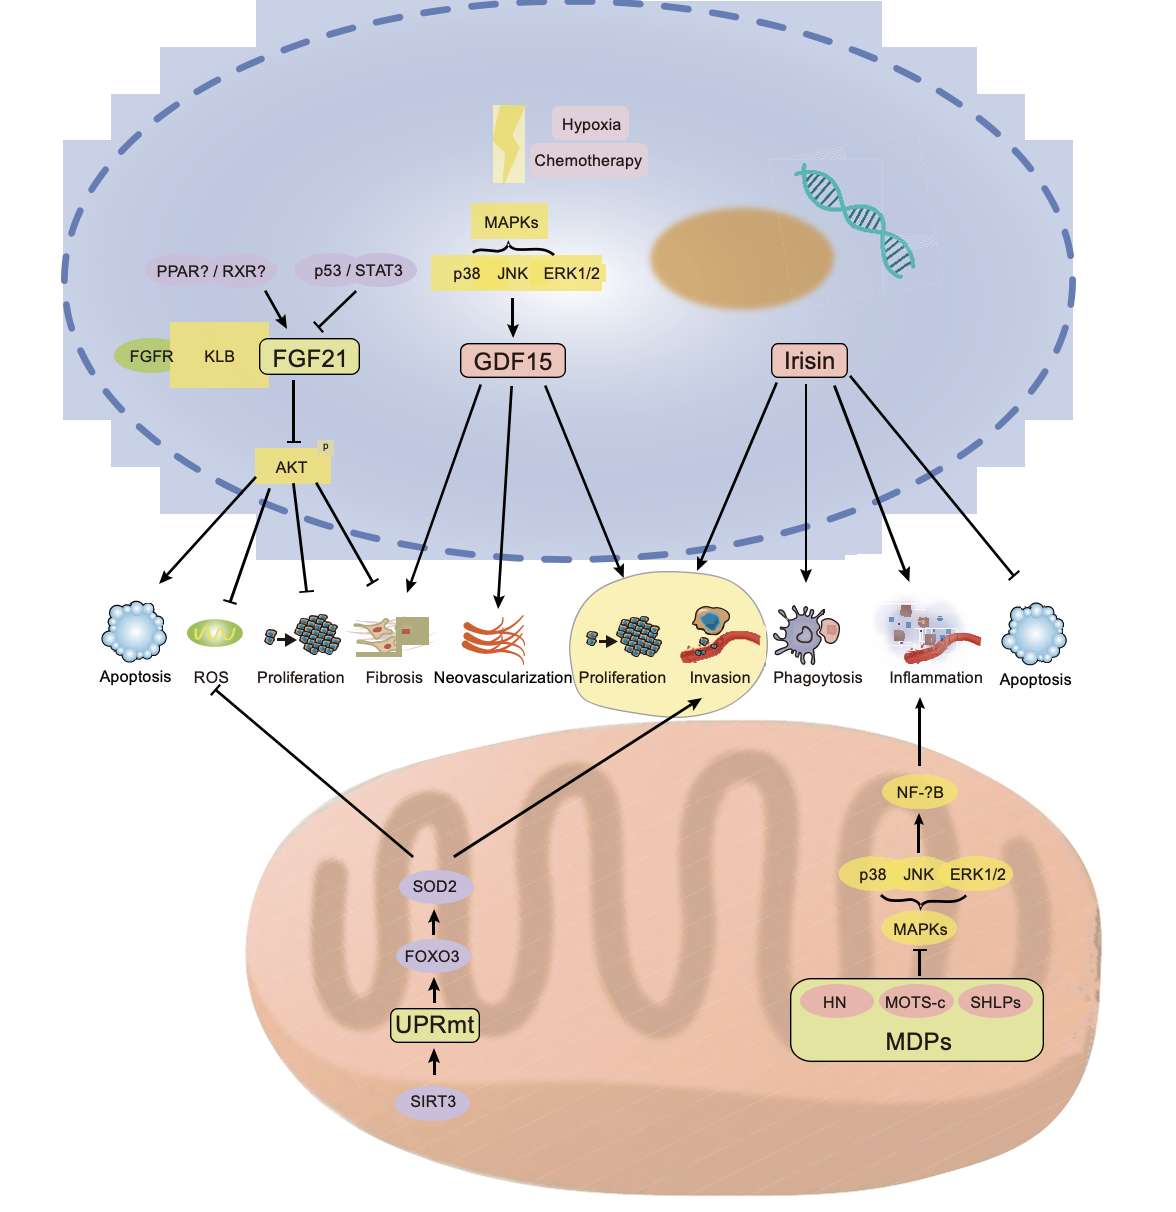 Hypoxia
Chemotherapy
MAPKs
PPAR? / RXR?
p53 / STAT3
p38 JNK ERK1/2
FGFR KLB FGF21
GDF15
Irisin
p
AKT
Apoptosis
ROS
Proliferation
Fibrosis
Neovascularization
Proliferation
Invasion
Phagoytosis
Inflammation
Apoptosis
NF-?B
p38 JNK ERK1/2
SOD2
MAPKs
FOXO3
HN MOTS-c SHLPs
UPRmt
MDPs
SIRT3